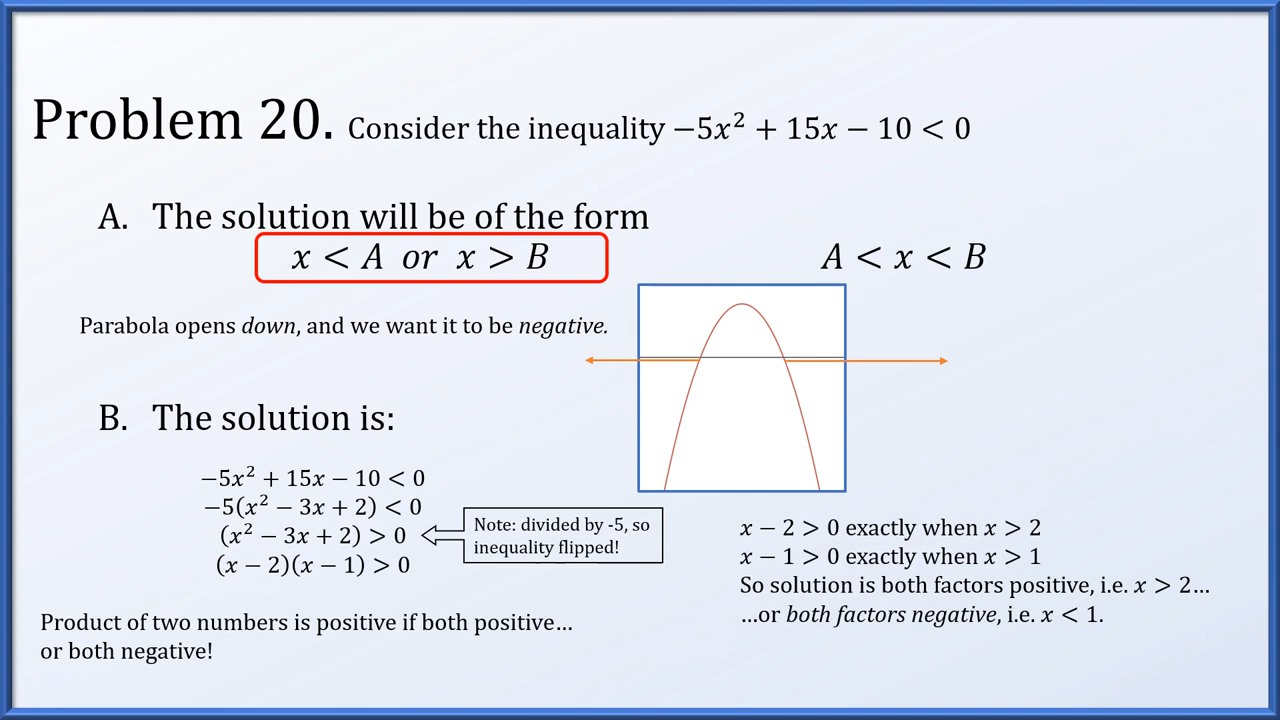 Problem 20. Consider the inequality −5x² + 15x − 10 < 0
A. The solution will be of the form
x < A or x > B
A < x < B
Parabola opens down, and we want it to be negative.
B. The solution is:
−5x² + 15x − 10 < 0
−5(x² − 3x + 2) < 0
(x² − 3x + 2) > 0
(x − 2)(x − 1) > 0
Note: divided by -5, so
inequality flipped!
Product of two numbers is positive if both positive…
or both negative!
x − 2 > 0 exactly when x > 2
x − 1 > 0 exactly when x > 1
So solution is both factors positive, i.e. x > 2…
…or both factors negative, i.e. x < 1.